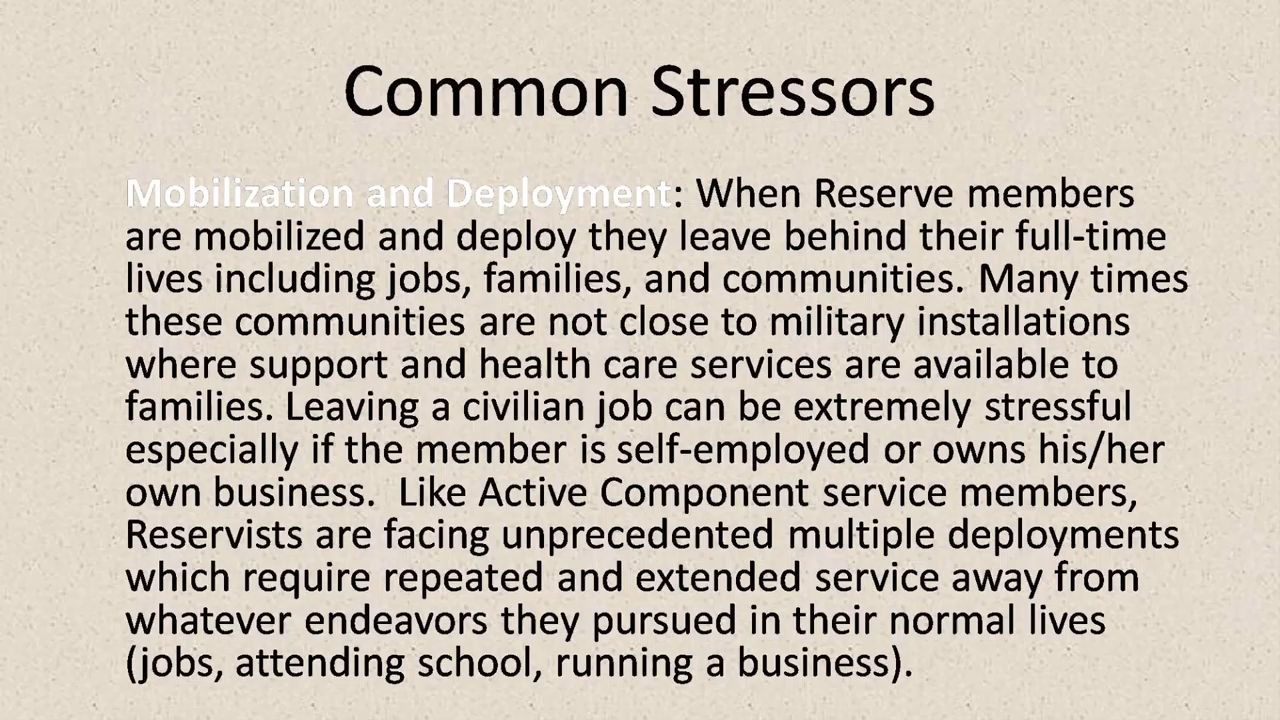 Common Stressors
Mobilization and Deployment: When Reserve members
are mobilized and deploy they leave behind their full-time
lives including jobs, families, and communities. Many times
these communities are not close to military installations
where support and health care services are available to
families. Leaving a civilian job can be extremely stressful
especially if the member is self-employed or owns his/her
own business.  Like Active Component service members,
Reservists are facing unprecedented multiple deployments
which require repeated and extended service away from
whatever endeavors they pursued in their normal lives
(jobs, attending school, running a business).